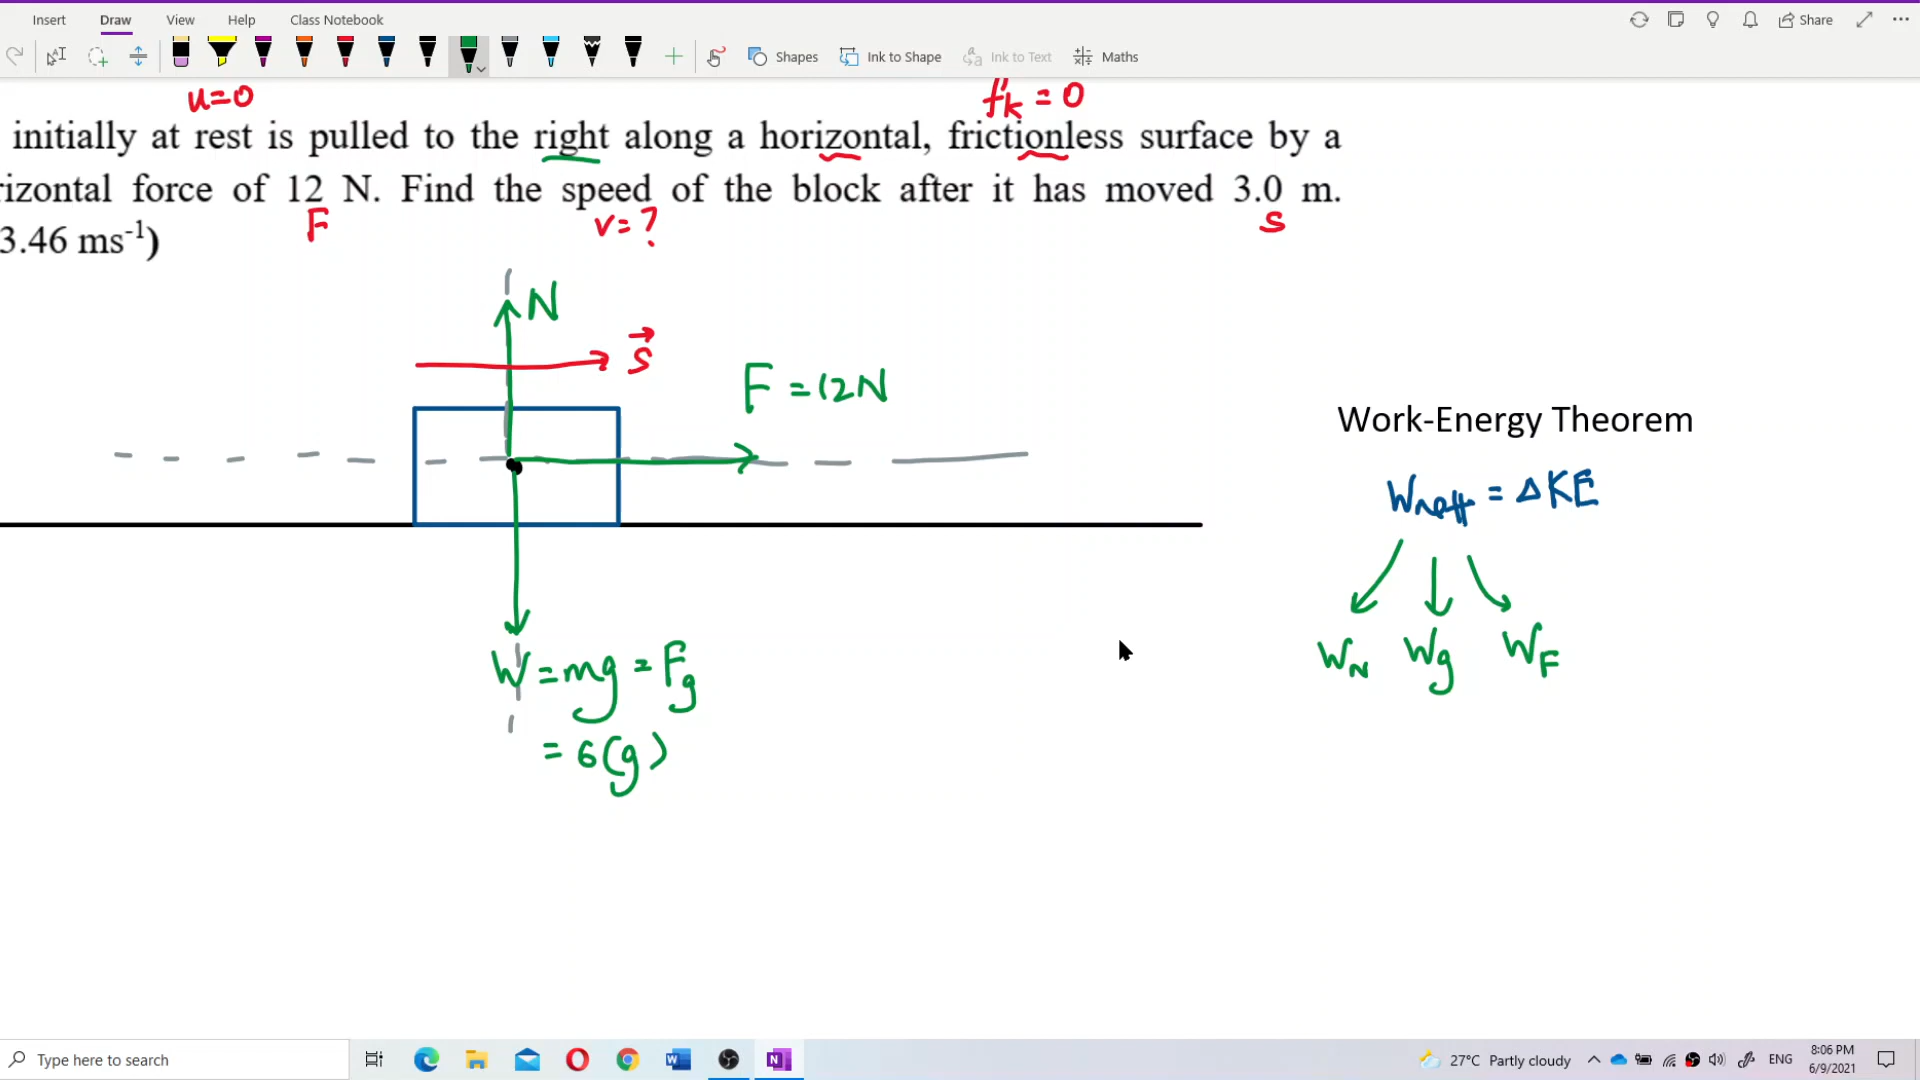 Insert Draw View Help Class Notebook Share
Shapes Ink to Shape Ink to Text Maths
u=0 fk = 0
initially at rest is pulled to the right along a horizontal, frictionless surface by a
rizontal force of 12 N. Find the speed of the block after it has moved 3.0 m.
F v=? s
3.46 ms-1)
N
s
F = 12N
Work-Energy Theorem
Wnett = ΔKE
WN Wg WF
W = mg = Fg
= 6(g)
Type here to search
27°C Partly cloudy ENG 8:06 PM
6/9/2021